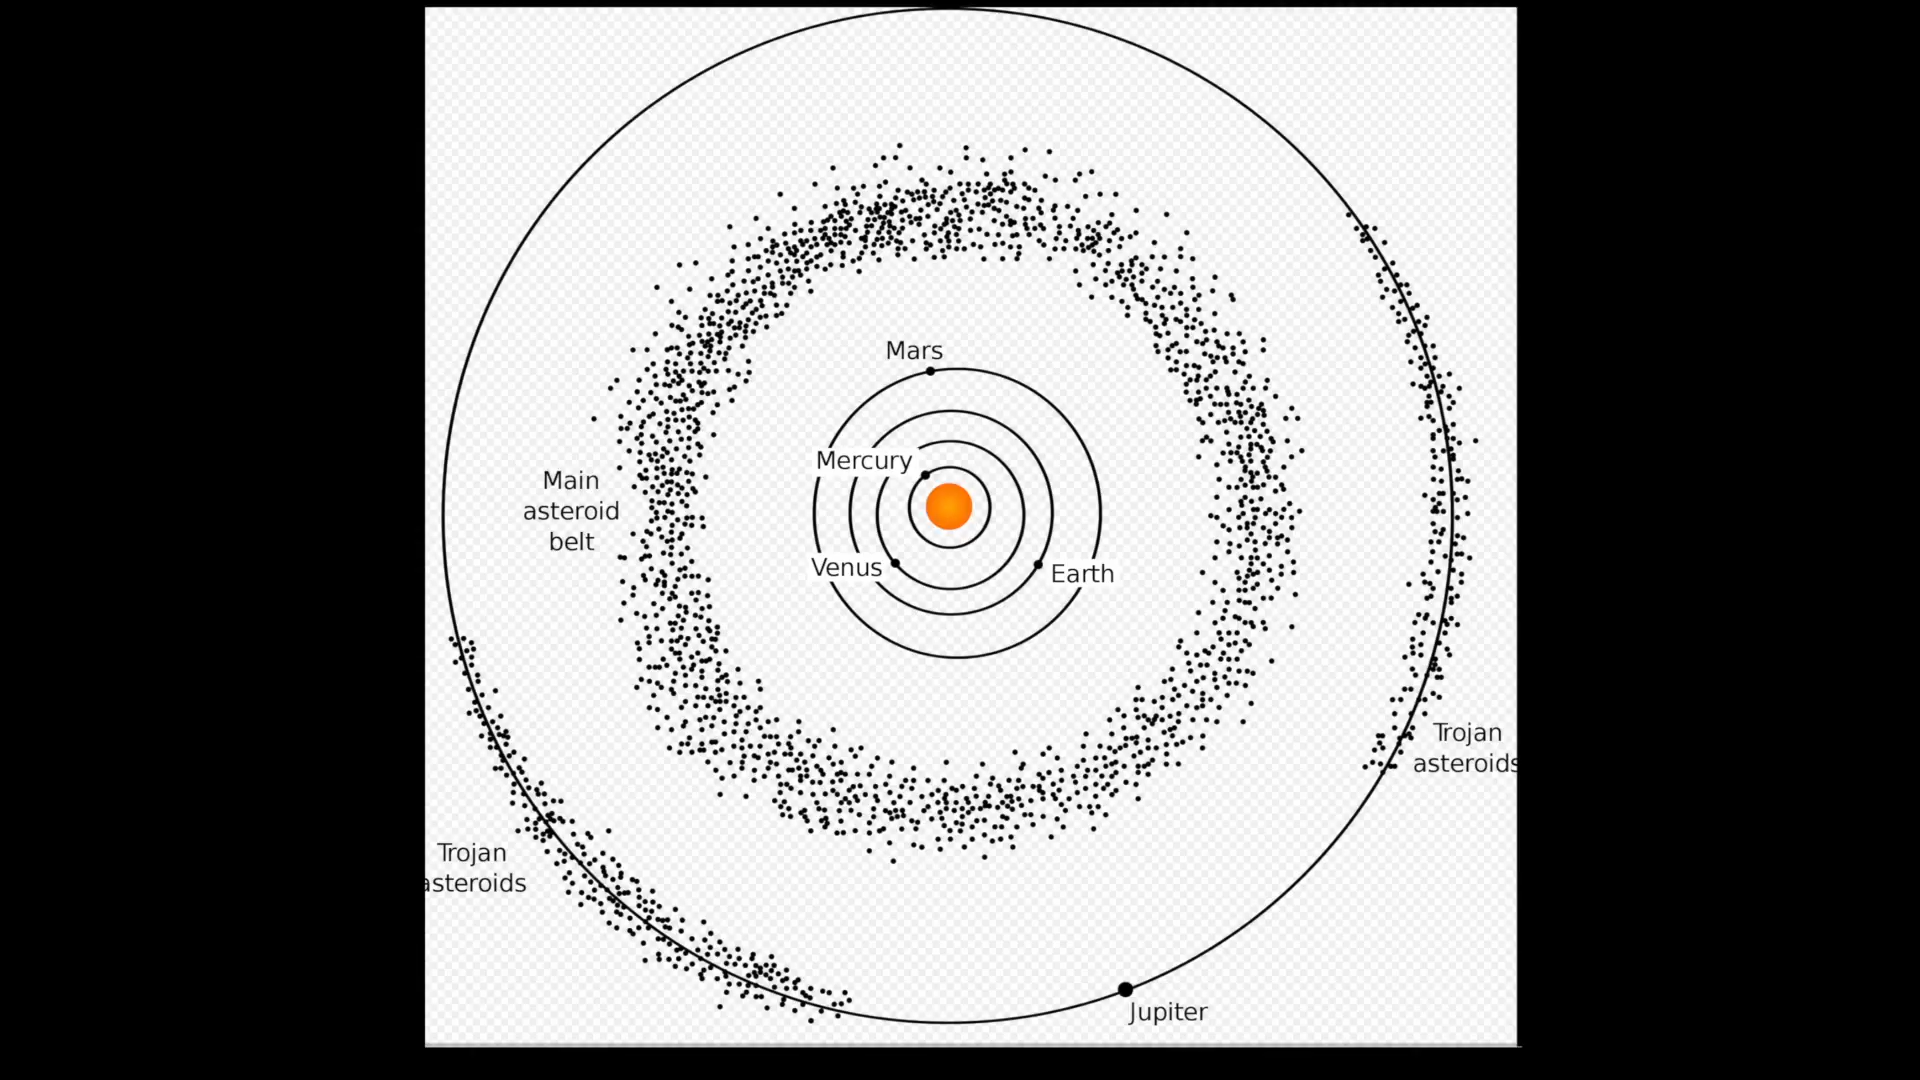 Mars
Mercury
Main
asteroid
belt
Venus
Earth
Trojan
asteroids
Trojan
asteroids
Jupiter